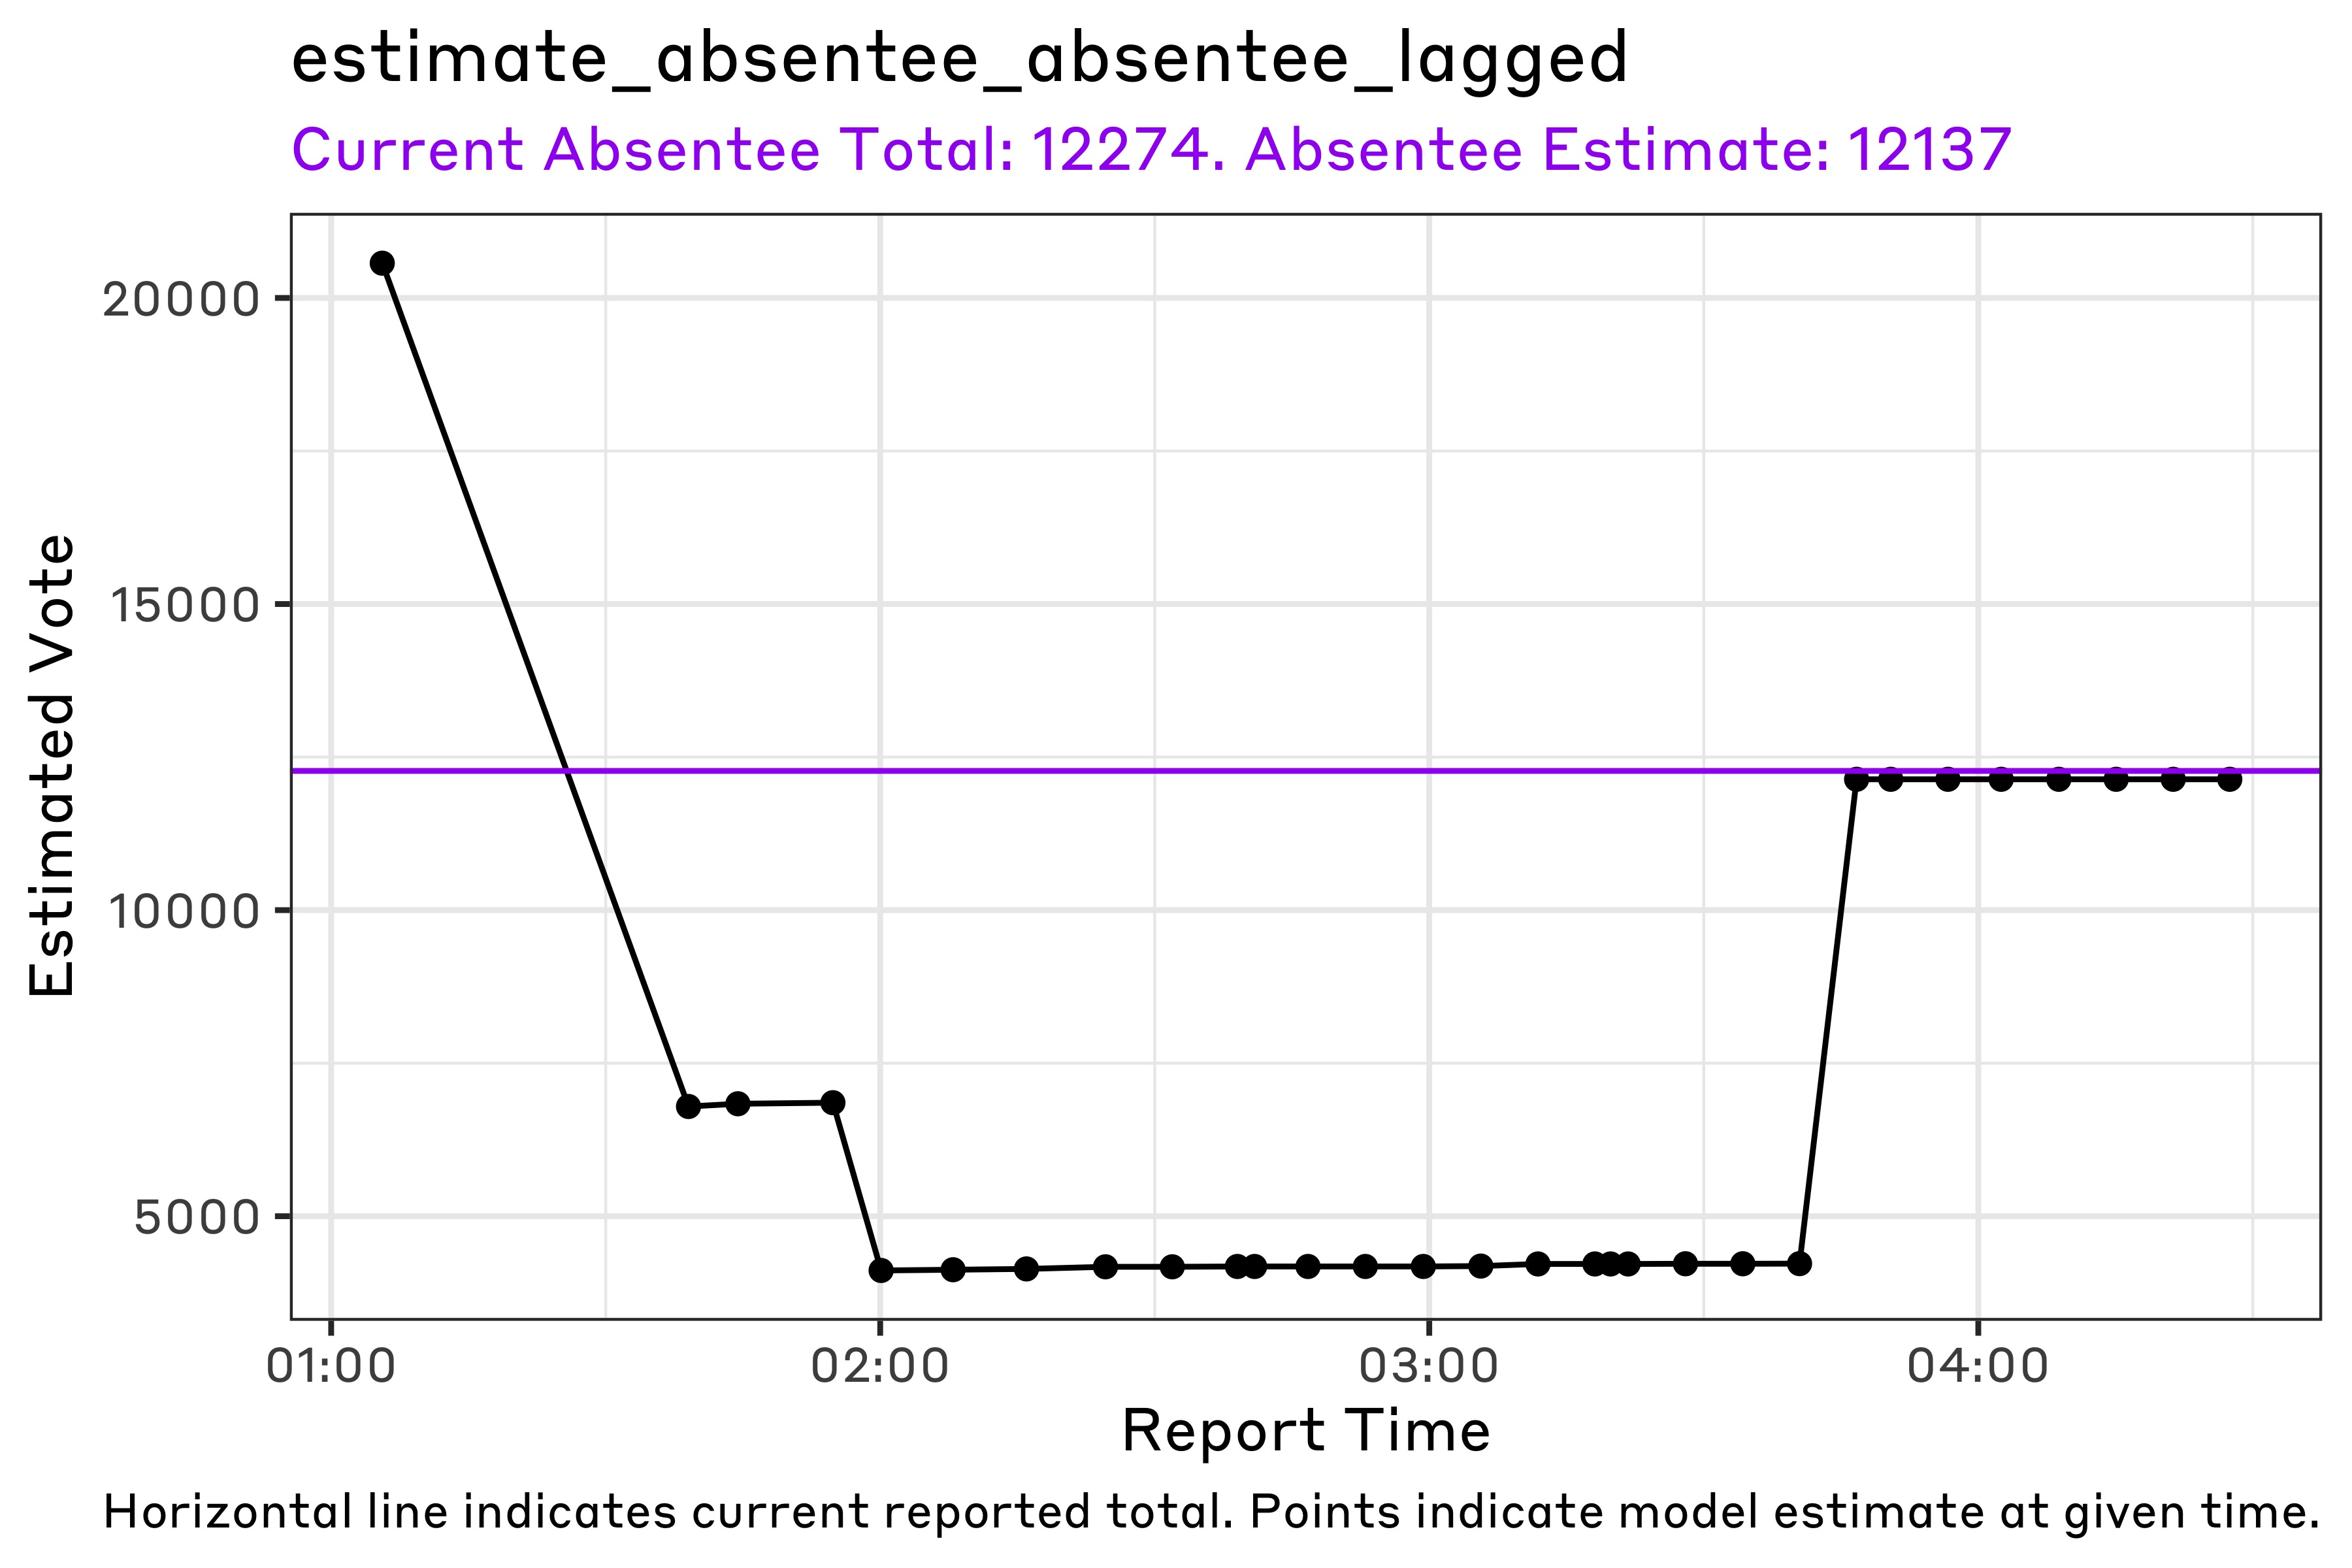 estimate_absentee_absentee_lagged
Current Absentee Total: 12274. Absentee Estimate: 12137
Estimated Vote
20000
15000
10000
5000
01:00 02:00 03:00 04:00
Report Time
Horizontal line indicates current reported total. Points indicate model estimate at given time.